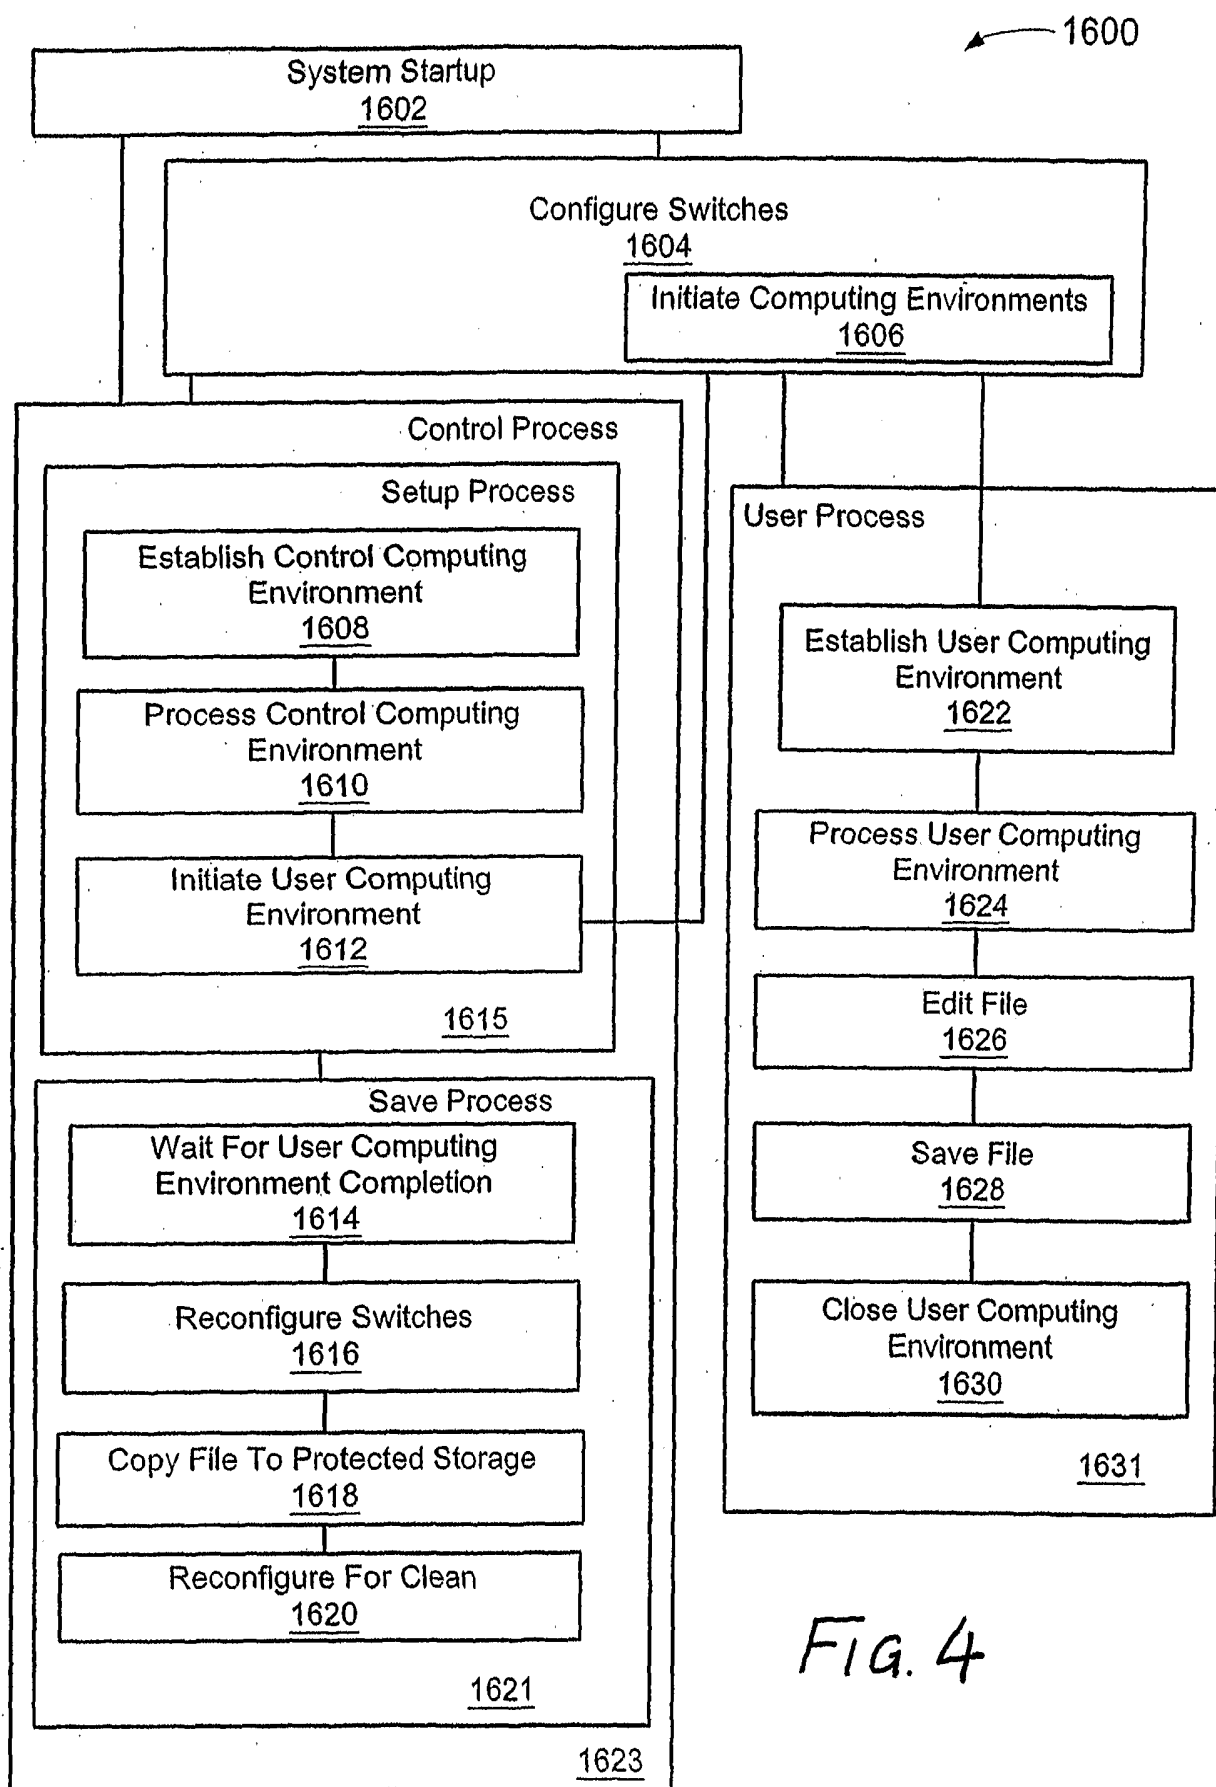 1600
System Startup
1602
Configure Switches
1604
Initiate Computing Environments
1606
Control Process
Setup Process
Establish Control Computing
Environment
1608
Process Control Computing
Environment
1610
Initiate User Computing
Environment
1612
1615
Save Process
Wait For User Computing
Environment Completion
1614
Reconfigure Switches
1616
Copy File To Protected Storage
1618
Reconfigure For Clean
1620
1621
1623
User Process
Establish User Computing
Environment
1622
Process User Computing
Environment
1624
Edit File
1626
Save File
1628
Close User Computing
Environment
1630
1631
FIG. 4